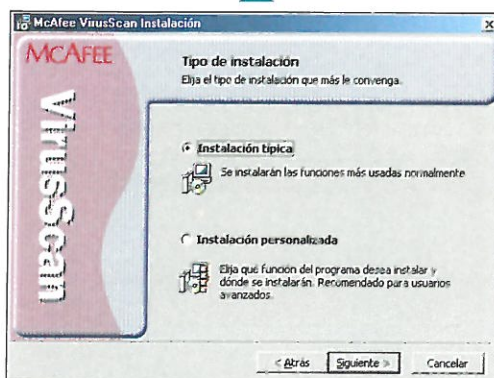 McAfee VirusScan Instalación
MCAFEE
VirusScan
Tipo de instalación
Elija el tipo de instalación que más le convenga.
Instalación típica
Se instalarán las funciones más usadas normalmente
Instalación personalizada
Elija qué función del programa desea instalar y
dónde se instalarán. Recomendado para usuarios
avanzados.
< Atrás
Siguiente >
Cancelar